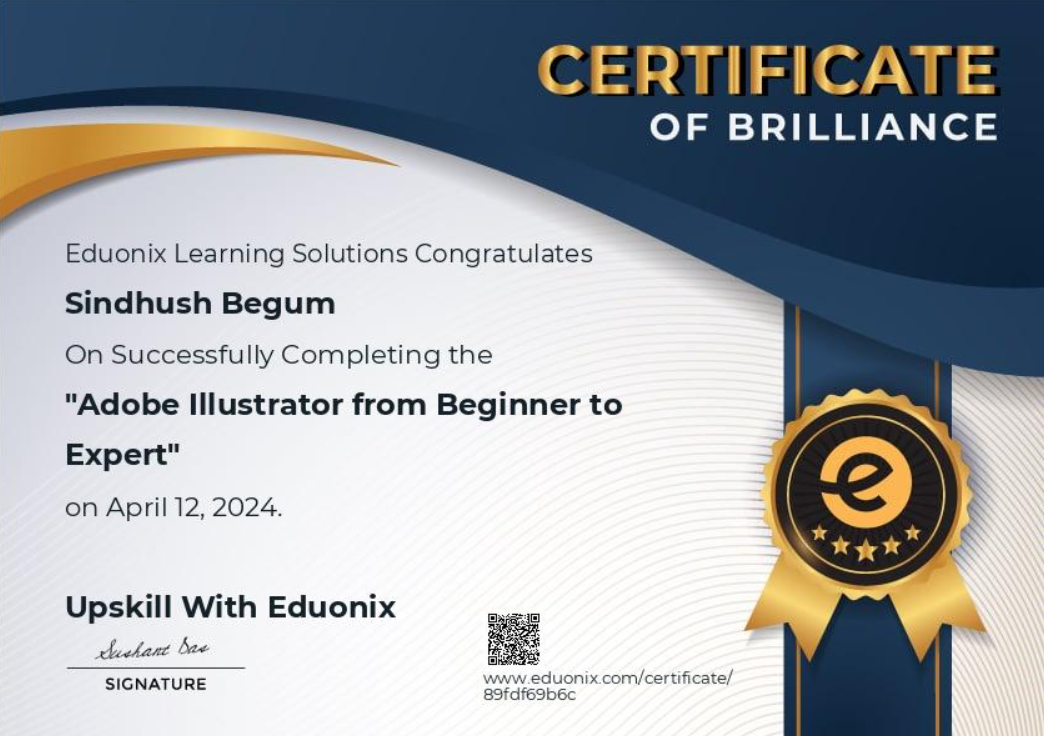 CERTIFICATE
OF BRILLIANCE
Eduonix Learning Solutions Congratulates
Sindhush Begum
On Successfully Completing the
"Adobe Illustrator from Beginner to
Expert"
on April 12, 2024.
Upskill With Eduonix
Sushant Das
SIGNATURE
www.eduonix.com/certificate/
89fdf69b6c
e